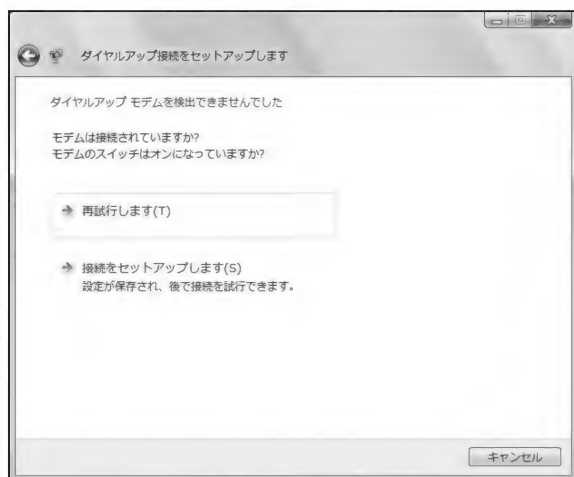 ダイヤルアップ接続をセットアップします
ダイヤルアップ モデムを検出できませんでした
モデムは接続されていますか?
モデムのスイッチはオンになっていますか?
再試行します(T)
接続をセットアップします(S)
設定が保存され、後で接続を試行できます。
キャンセル